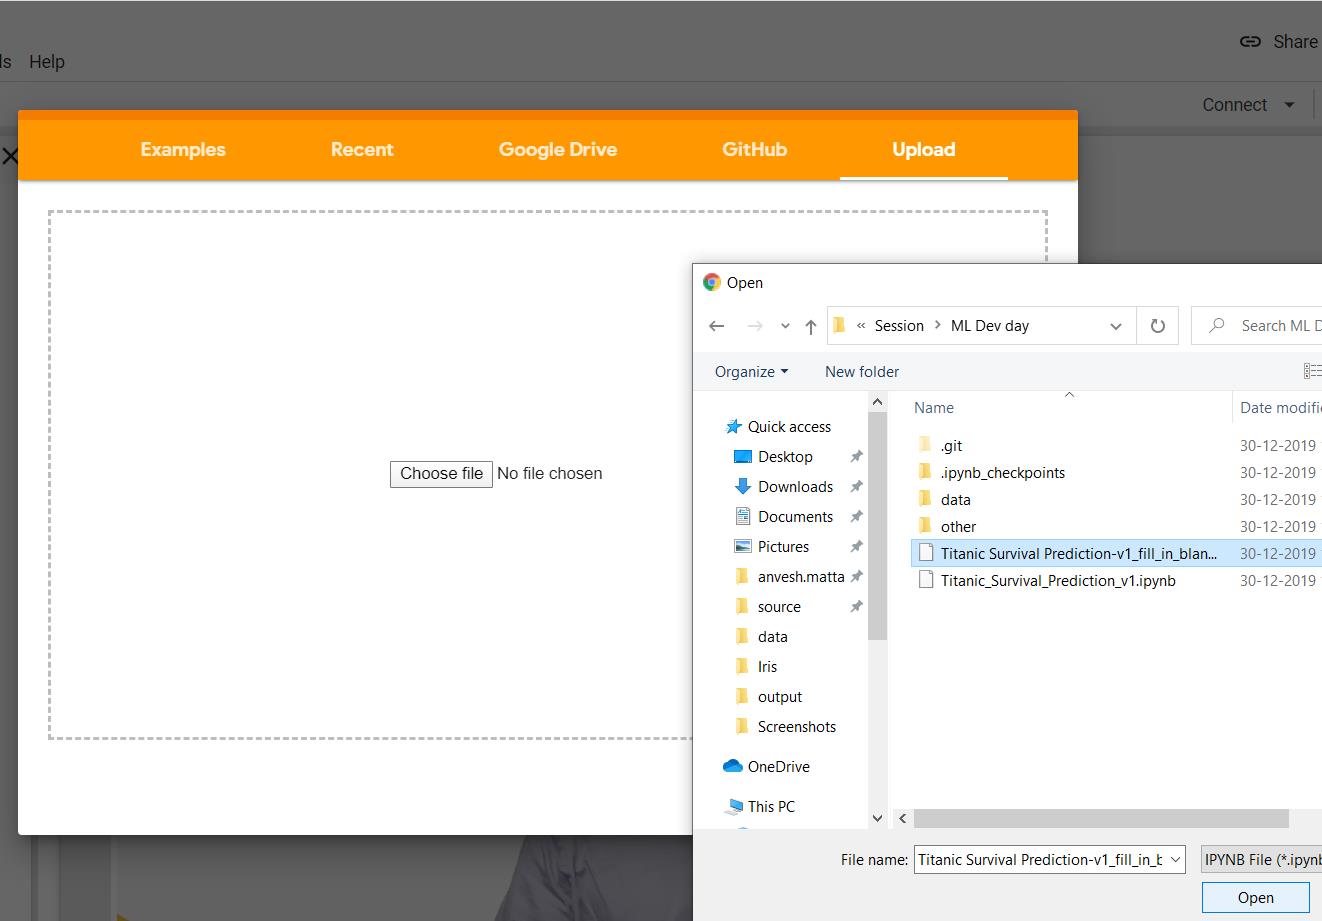 Share
ls Help
Connect
Examples Recent Google Drive GitHub Upload
Choose file No file chosen
Open
« Session > ML Dev day
Search ML D
Organize New folder
Name Date modifi
Quick access
Desktop
Downloads
Documents
Pictures
anvesh.matta
source
data
Iris
output
Screenshots
OneDrive
This PC
.git 30-12-2019
.ipynb_checkpoints 30-12-2019
data 30-12-2019
other 30-12-2019
Titanic Survival Prediction-v1_fill_in_blan... 30-12-2019
Titanic_Survival_Prediction_v1.ipynb 30-12-2019
File name: Titanic Survival Prediction-v1_fill_in_b IPYNB File (*.ipynb
Open